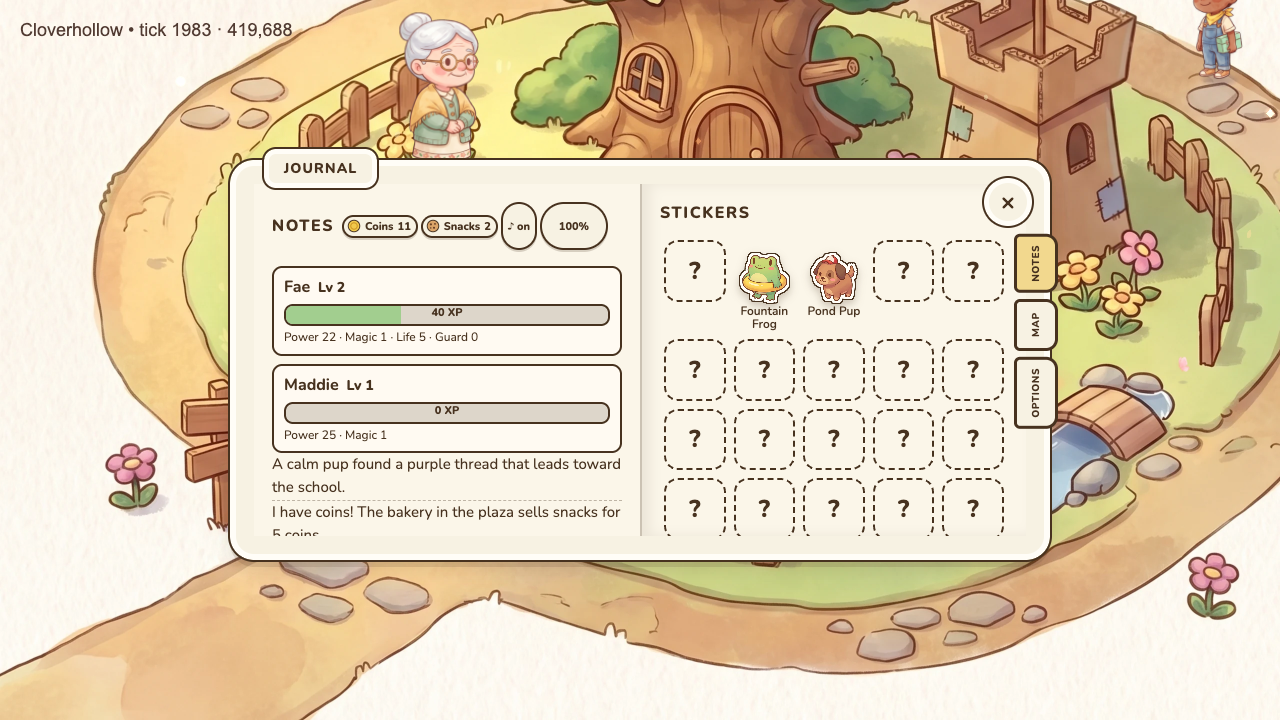 Cloverhollow • tick 1983 · 419,688
JOURNAL
NOTES
Coins 11
Snacks 2
♪ on
100%
Fae Lv 2
40 XP
Power 22 · Magic 1 · Life 5 · Guard 0
Maddie Lv 1
0 XP
Power 25 · Magic 1
A calm pup found a purple thread that leads toward
the school.
I have coins! The bakery in the plaza sells snacks for
5 coins
STICKERS
×
? ? ?
Fountain
Frog
Pond Pup
? ? ? ? ?
? ? ? ? ?
? ? ? ? ?
NOTES
MAP
OPTIONS